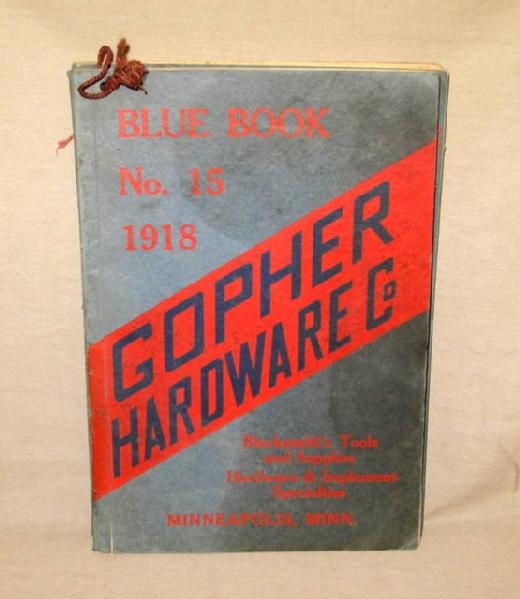 BLUE BOOK
No. 15
1918
GOPHER
HARDWARE Co
Blacksmith's Tools
and Supplies
Hardware & Implement
Specialties
MINNEAPOLIS, MINN.